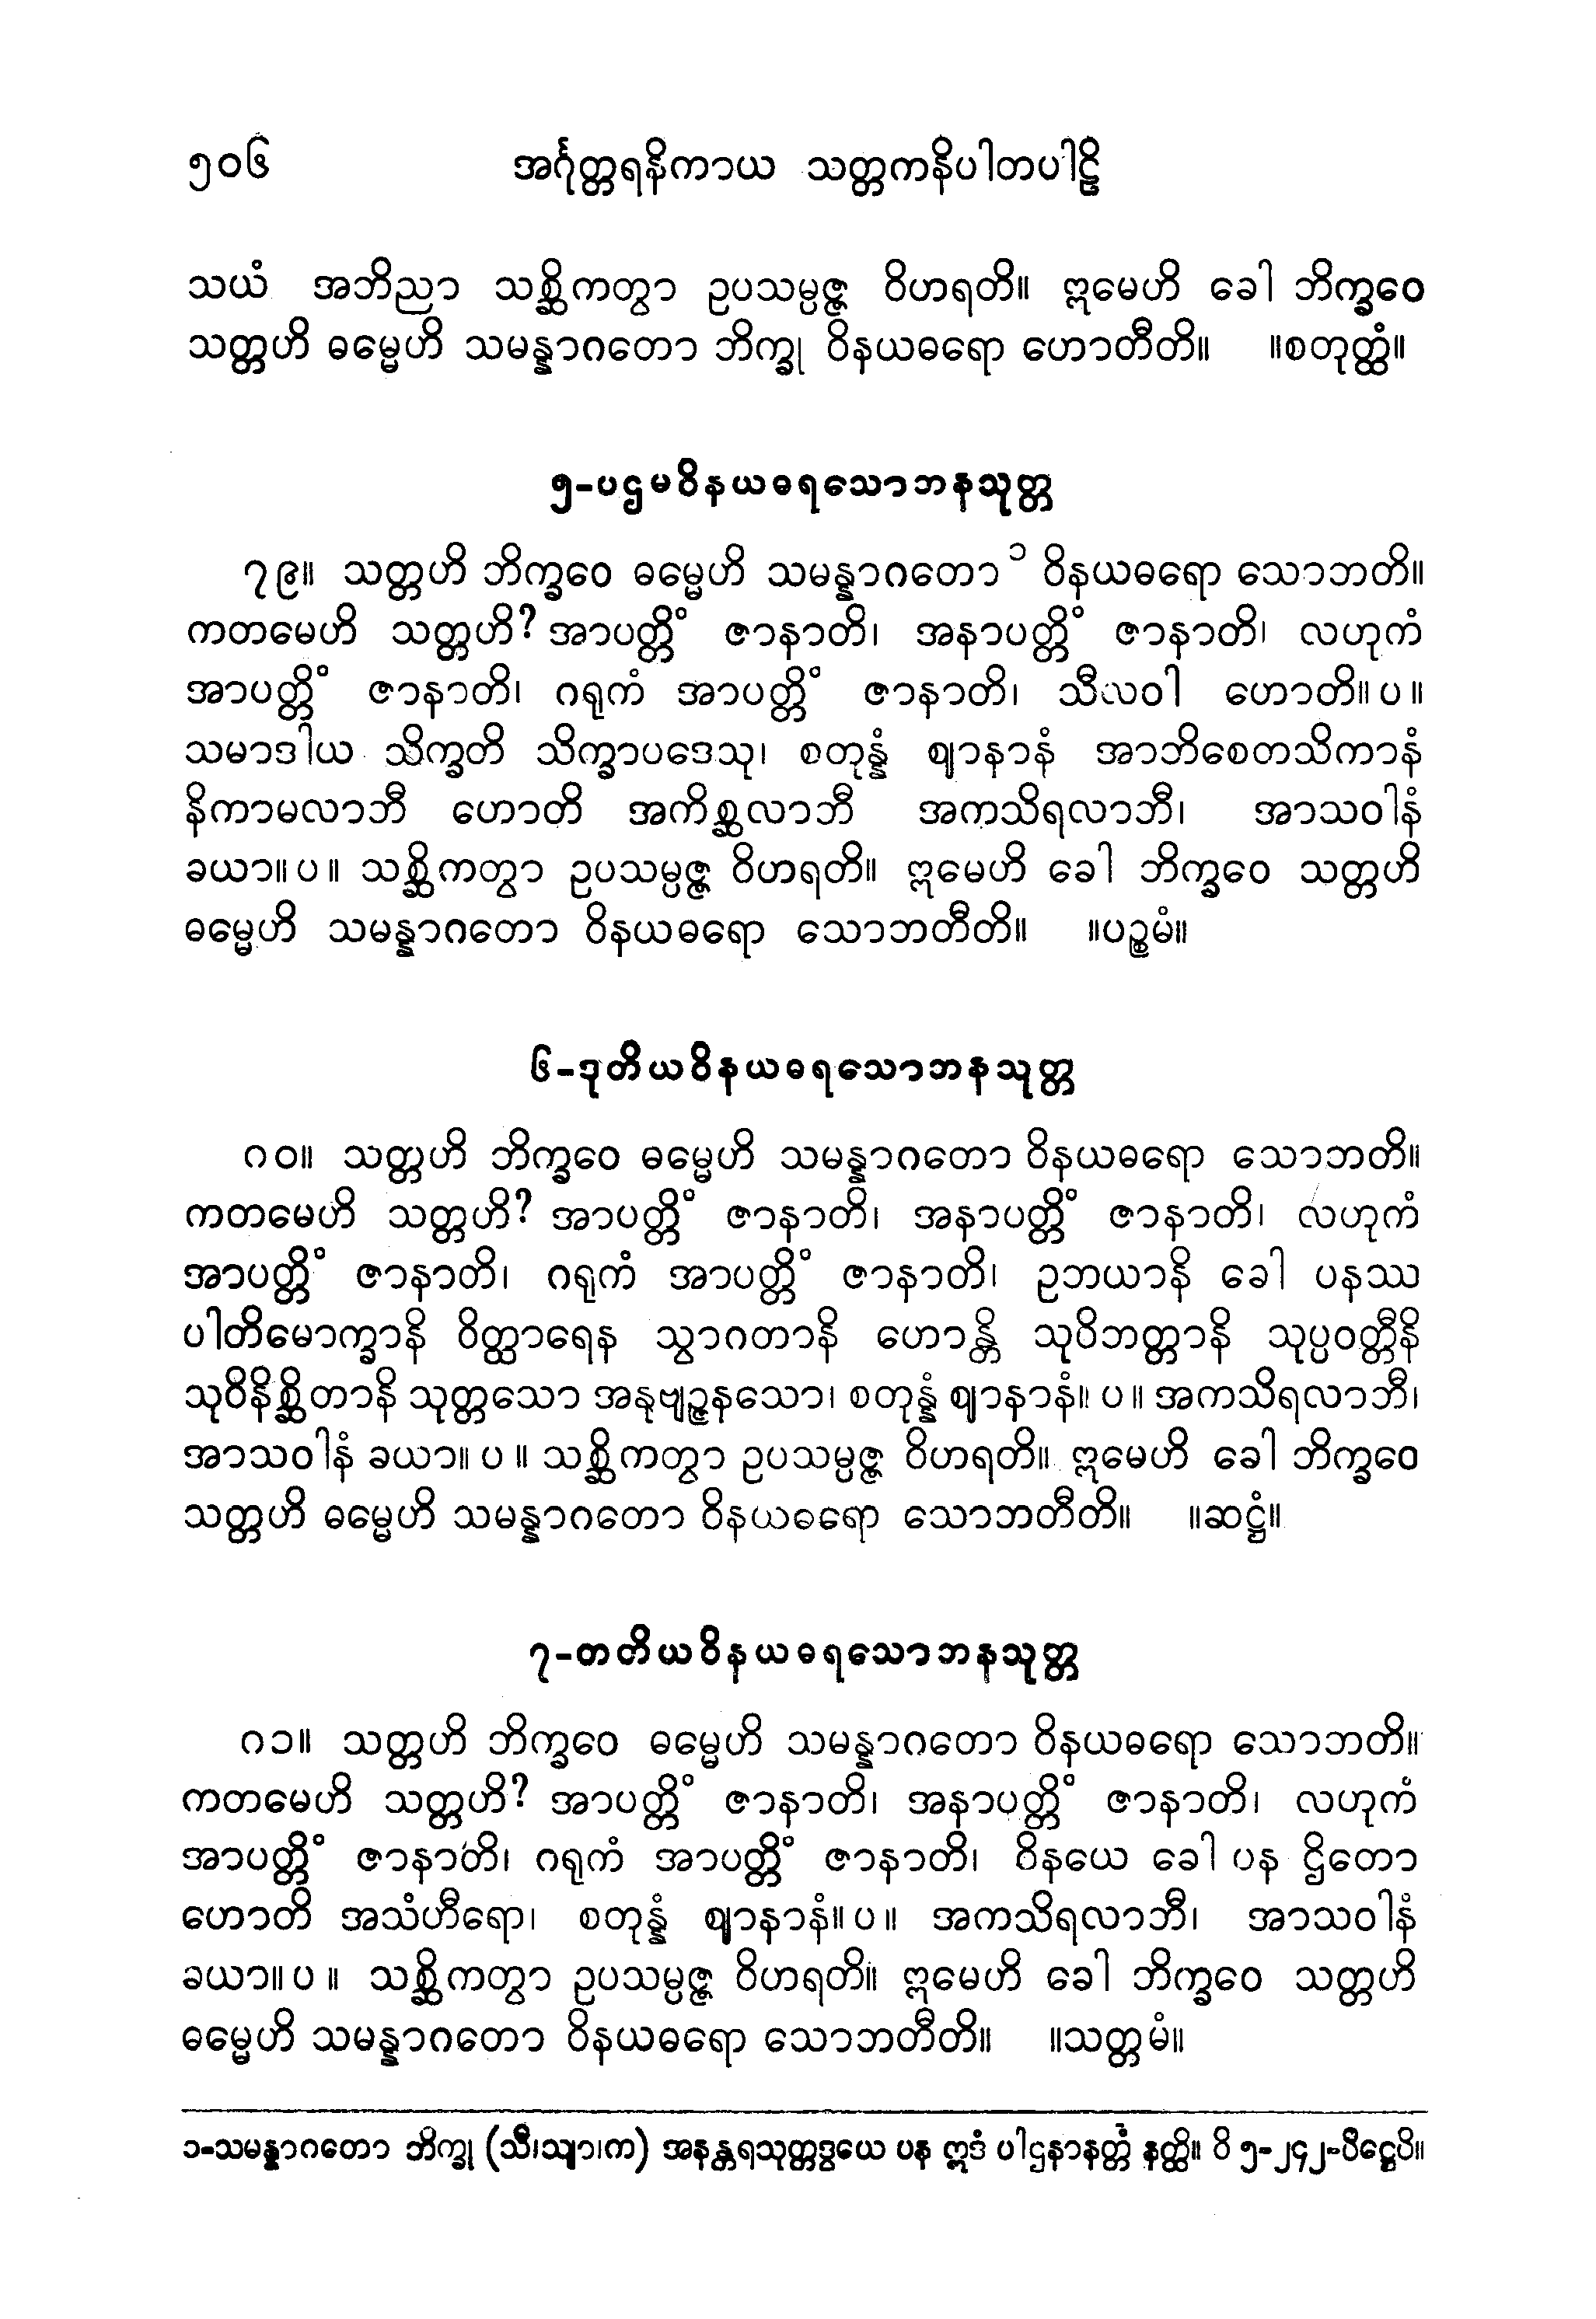 ၅၀၆ အင်္ဂုတ္တရနိကာယ သတ္တကနိပါတပါဠိ
သယံ အဘိညာ သစ္ဆိကတွာ ဥပသမ္ပဇ္ဇ ဝိဟရတိ။ ဣမေဟိ ခေါ ဘိက္ခဝေ
သတ္တဟိ ဓမ္မေဟိ သမန္နာဂတော ဘိက္ခု ဝိနယဓရော ဟောတီတိ။ ။စတုတ္ထံ။
၅-ပဌမဝိနယဓရသောဘနသုတ္တ
၇၉။ သတ္တဟိ ဘိက္ခဝေ ဓမ္မေဟိ သမန္နာဂတော ၁ ဝိနယဓရော သောဘတိ။
ကတမေဟိ သတ္တဟိ? အာပတ္တိံ ဇာနာတိ၊ အနာပတ္တိံ ဇာနာတိ၊ လဟုကံ
အာပတ္တိံ ဇာနာတိ၊ ဂရုကံ အာပတ္တိံ ဇာနာတိ၊ သီလဝါ ဟောတိ။ပ။
သမာဒါယ သိက္ခတိ သိက္ခာပဒေသု၊ စတုန္နံ ဈာနာနံ အာဘိစေတသိကာနံ
နိကာမလာဘီ ဟောတိ အကိစ္ဆလာဘီ အကသိရလာဘီ၊ အာသဝါနံ
ခယာ။ပ။ သစ္ဆိကတွာ ဥပသမ္ပဇ္ဇ ဝိဟရတိ။ ဣမေဟိ ခေါ ဘိက္ခဝေ သတ္တဟိ
ဓမ္မေဟိ သမန္နာဂတော ဝိနယဓရော သောဘတီတိ။ ။ပဉ္စမံ။
၆-ဒုတိယဝိနယဓရသောဘနသုတ္တ
၈၀။ သတ္တဟိ ဘိက္ခဝေ ဓမ္မေဟိ သမန္နာဂတော ဝိနယဓရော သောဘတိ။
ကတမေဟိ သတ္တဟိ? အာပတ္တိံ ဇာနာတိ၊ အနာပတ္တိံ ဇာနာတိ၊ လဟုကံ
အာပတ္တိံ ဇာနာတိ၊ ဂရုကံ အာပတ္တိံ ဇာနာတိ၊ ဥဘယာနိ ခေါ ပနဿ
ပါတိမောက္ခာနိ ဝိတ္ထာရေန သွာဂတာနိ ဟောန္တိ သုဝိဘတ္တာနိ သုပ္ပဝတ္တီနိ
သုဝိနိစ္ဆိတာနိ သုတ္တသော အနုဗျဉ္ဇနသော၊ စတုန္နံ ဈာနာနံ။ ပ။ အကသိရလာဘီ၊
အာသဝါနံ ခယာ။ ပ ။ သစ္ဆိကတွာ ဥပသမ္ပဇ္ဇ ဝိဟရတိ။ ဣမေဟိ ခေါ ဘိက္ခဝေ
သတ္တဟိ ဓမ္မေဟိ သမန္နာဂတော ဝိနယဓရော သောဘတီတိ။ ။ဆဋ္ဌံ။
၇-တတိယဝိနယဓရသောဘနသုတ္တ
၈၁။ သတ္တဟိ ဘိက္ခဝေ ဓမ္မေဟိ သမန္နာဂတော ဝိနယဓရော သောဘတိ။
ကတမေဟိ သတ္တဟိ? အာပတ္တိံ ဇာနာတိ၊ အနာပတ္တိံ ဇာနာတိ၊ လဟုကံ
အာပတ္တိံ ဇာနာတိ၊ ဂရုကံ အာပတ္တိံ ဇာနာတိ၊ ဝိနယေ ခေါ ပန ဌိတော
ဟောတိ အသံဟီရော၊ စတုန္နံ ဈာနာနံ။ပ။ အကသိရလာဘီ၊ အာသဝါနံ
ခယာ။ပ။ သစ္ဆိကတွာ ဥပသမ္ပဇ္ဇ ဝိဟရတိ။ ဣမေဟိ ခေါ ဘိက္ခဝေ သတ္တဟိ
ဓမ္မေဟိ သမန္နာဂတော ဝိနယဓရော သောဘတီတိ။ ။သတ္တမံ။
၁-သမန္နာဂတော ဘိက္ခု (သီ၊သျာ၊က) အနန္တရသုတ္တဒွယေ ပန ဣဒံ ပါဌနာနတ္တံ နတ္ထိ။ ဝိ ၅-၂၄၂-ပိဋ္ဌေပိ။